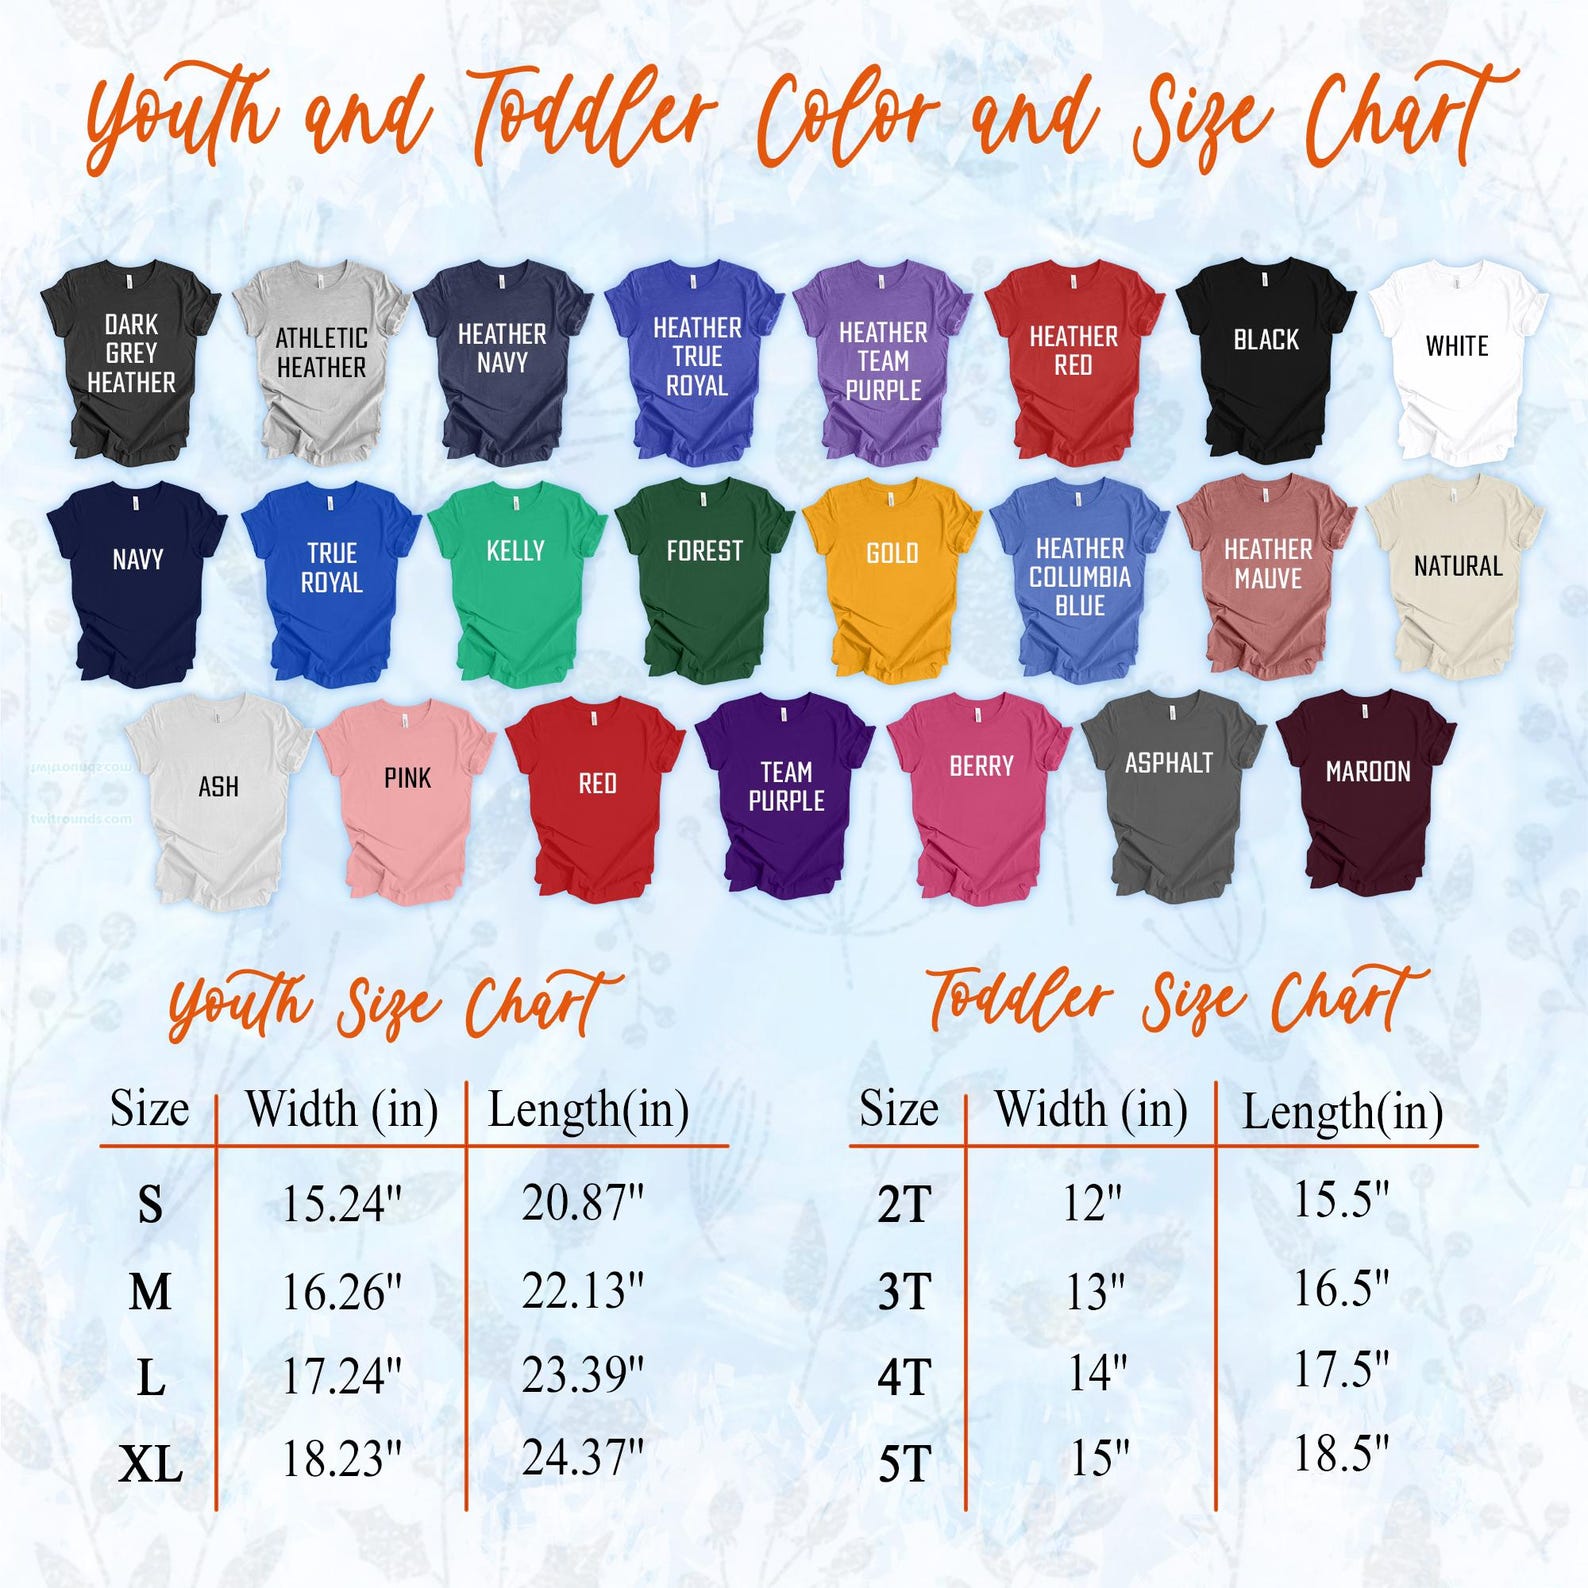 Youth and Toddler Color and Size Chart
DARK
GREY
HEATHER
ATHLETIC
HEATHER
HEATHER
NAVY
HEATHER
TRUE
ROYAL
HEATHER
TEAM
PURPLE
HEATHER
RED
BLACK
WHITE
NAVY
TRUE
ROYAL
KELLY
FOREST
GOLD
HEATHER
COLUMBIA
BLUE
HEATHER
MAUVE
NATURAL
ASH
PINK
RED
TEAM
PURPLE
BERRY
ASPHALT
MAROON
Youth Size Chart
Size Width (in) Length(in)
S 15.24" 20.87"
M 16.26" 22.13"
L 17.24" 23.39"
XL 18.23" 24.37"
Toddler Size Chart
Size Width (in) Length(in)
2T 12" 15.5"
3T 13" 16.5"
4T 14" 17.5"
5T 15" 18.5"